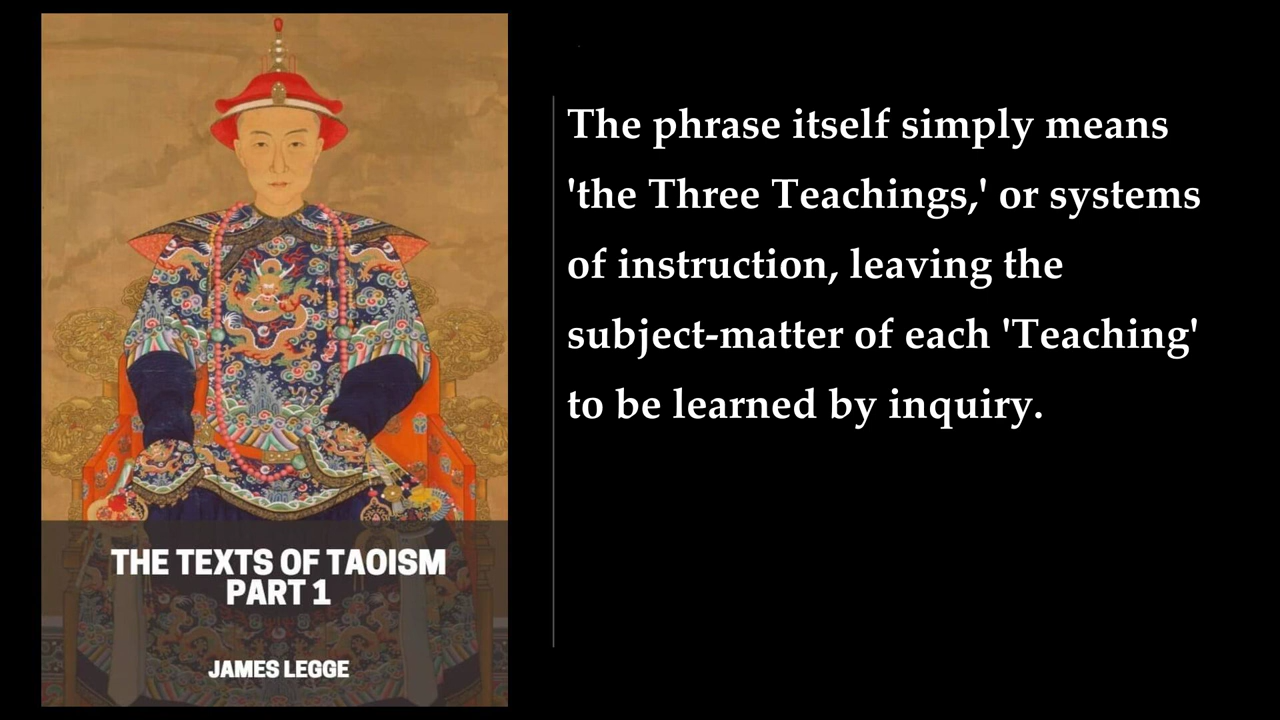 The phrase itself simply means
'the Three Teachings,' or systems
of instruction, leaving the
subject-matter of each 'Teaching'
to be learned by inquiry.
THE TEXTS OF TAOISM
PART 1
JAMES LEGGE